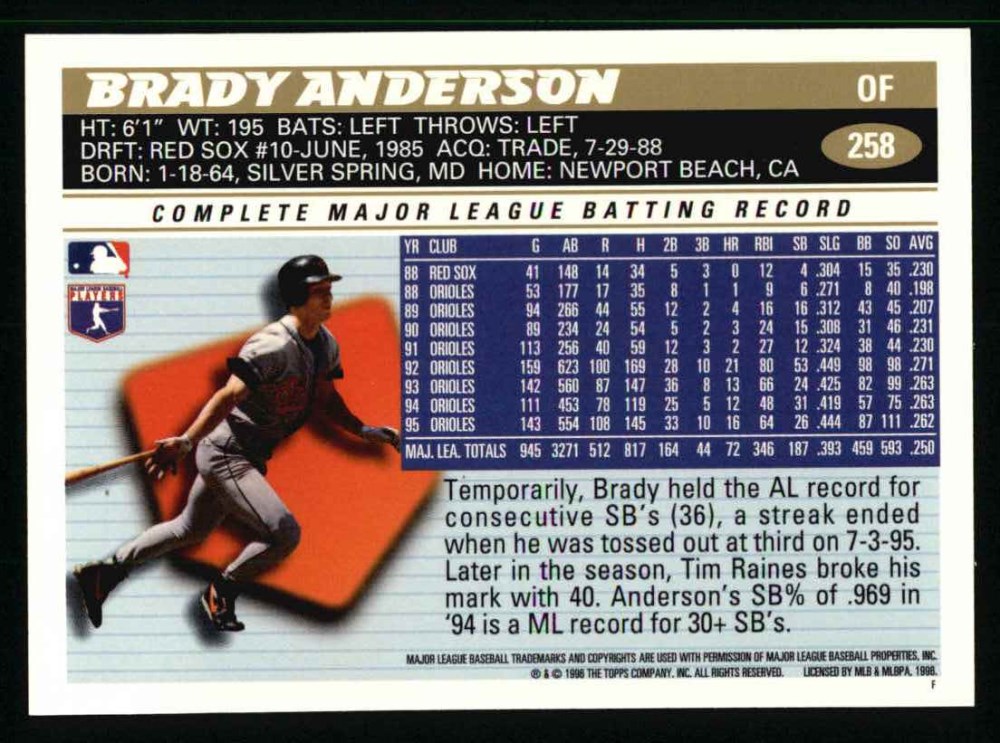 BRADY ANDERSON OF
HT: 6'1" WT: 195 BATS: LEFT THROWS: LEFT
DRFT: RED SOX #10-JUNE, 1985 ACQ: TRADE, 7-29-88
BORN: 1-18-64, SILVER SPRING, MD HOME: NEWPORT BEACH, CA
258
COMPLETE MAJOR LEAGUE BATTING RECORD
MAJOR LEAGUE BASEBALL
PLAYERS
YR CLUB G AB R H 2B 3B HR RBI SB SLG BB SO AVG
88 RED SOX 41 148 14 34 5 3 0 12 4 .304 15 35 .230
88 ORIOLES 53 177 17 35 8 1 1 9 6 .271 8 40 .198
89 ORIOLES 94 266 44 55 12 2 4 16 16 .312 43 45 .207
90 ORIOLES 89 234 24 54 5 2 3 24 15 .308 31 46 .231
91 ORIOLES 113 256 40 59 12 3 2 27 12 .324 38 44 .230
92 ORIOLES 159 623 100 169 28 10 21 80 53 .449 98 98 .271
93 ORIOLES 142 560 87 147 36 8 13 66 24 .425 82 99 .263
94 ORIOLES 111 453 78 119 25 5 12 48 31 .419 57 75 .263
95 ORIOLES 143 554 108 145 33 10 16 64 26 .444 87 111 .262
MAJ. LEA. TOTALS 945 3271 512 817 164 44 72 346 187 .393 459 593 .250
Temporarily, Brady held the AL record for
consecutive SB's (36), a streak ended
when he was tossed out at third on 7-3-95.
Later in the season, Tim Raines broke his
mark with 40. Anderson's SB% of .969 in
'94 is a ML record for 30+ SB's.
MAJOR LEAGUE BASEBALL TRADEMARKS AND COPYRIGHTS ARE USED WITH PERMISSION OF MAJOR LEAGUE BASEBALL PROPERTIES, INC.
® & © 1996 THE TOPPS COMPANY, INC. ALL RIGHTS RESERVED. LICENSED BY MLB & MLBPA, 1996.
F